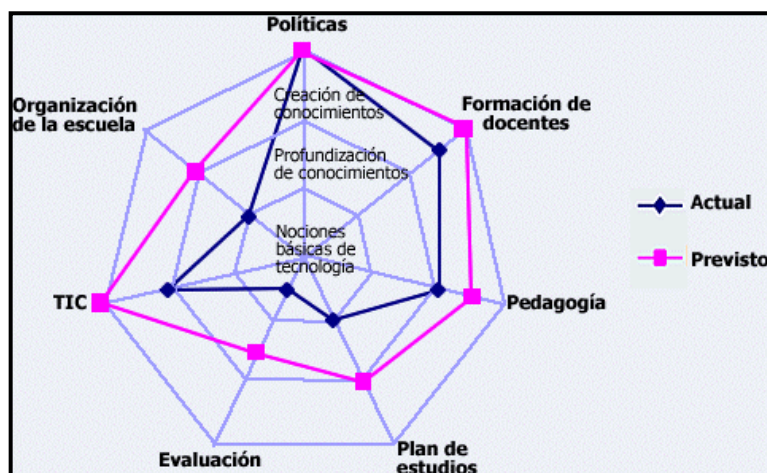 Políticas
Creación de
conocimientos
Organización
de la escuela
Formación de
docentes
Profundización
de conocimientos
Actual
Nociones
básicas de
tecnología
Previsto
TIC
Pedagogía
Evaluación
Plan de
estudios